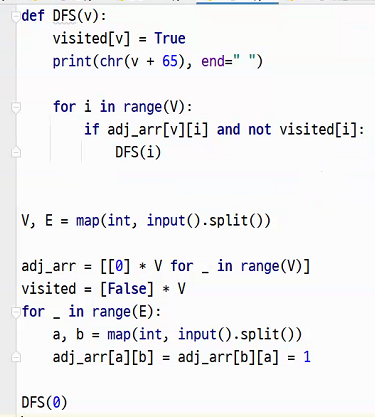 def DFS(v):
    visited[v] = True
    print(chr(v + 65), end=" ")
    for i in range(V):
        if adj_arr[v][i] and not visited[i]:
            DFS(i)
V, E = map(int, input().split())
adj_arr = [[0] * V for _ in range(V)]
visited = [False] * V
for _ in range(E):
    a, b = map(int, input().split())
    adj_arr[a][b] = adj_arr[b][a] = 1
DFS(0)